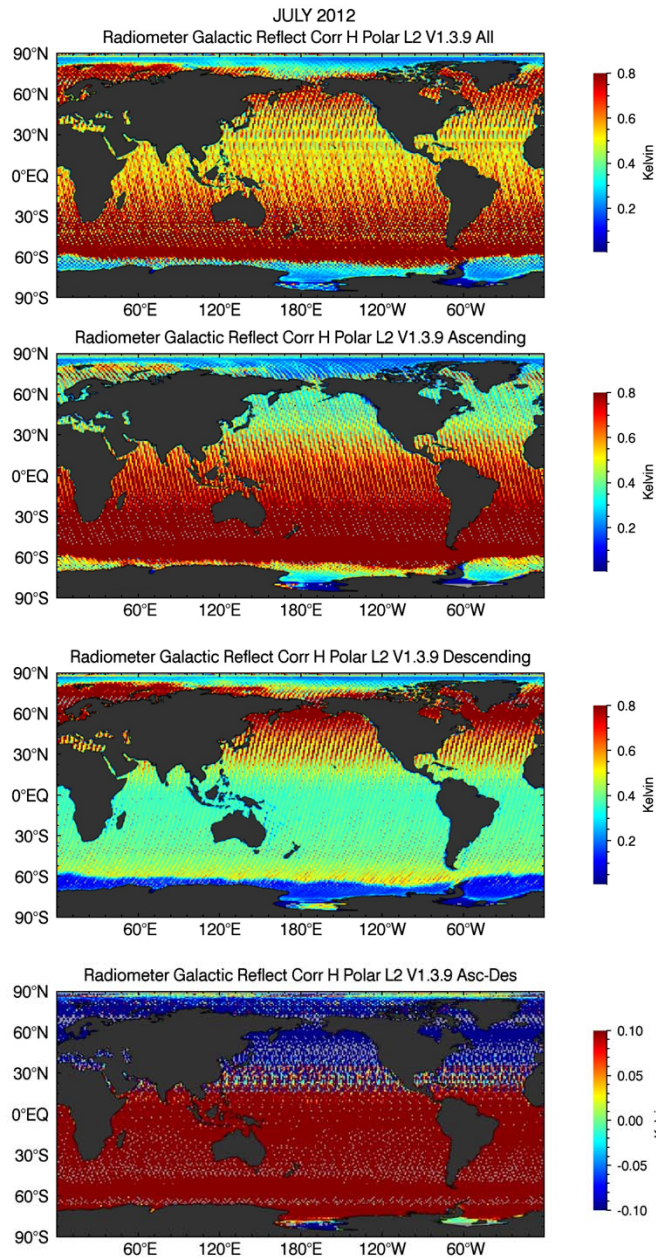 JULY 2012
Radiometer Galactic Reflect Corr H Polar L2 V1.3.9 All
90°N
60°N
30°N
0°EQ
30°S
60°S
90°S
60°E 120°E 180°E 120°W 60°W
0.8
0.6
0.4
0.2
Kelvin
Radiometer Galactic Reflect Corr H Polar L2 V1.3.9 Ascending
90°N
60°N
30°N
0°EQ
30°S
60°S
90°S
60°E 120°E 180°E 120°W 60°W
0.8
0.6
0.4
0.2
Kelvin
Radiometer Galactic Reflect Corr H Polar L2 V1.3.9 Descending
90°N
60°N
30°N
0°EQ
30°S
60°S
90°S
60°E 120°E 180°E 120°W 60°W
0.8
0.6
0.4
0.2
Kelvin
Radiometer Galactic Reflect Corr H Polar L2 V1.3.9 Asc-Des
90°N
60°N
30°N
0°EQ
30°S
60°S
90°S
60°E 120°E 180°E 120°W 60°W
0.10
0.05
0.00
-0.05
-0.10